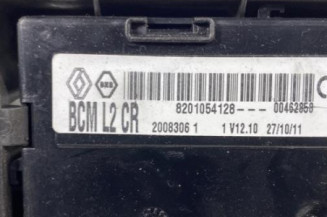 8201054128---
00462858
BCM L2 CR
2008306 1
1 V12.10
27/10/11